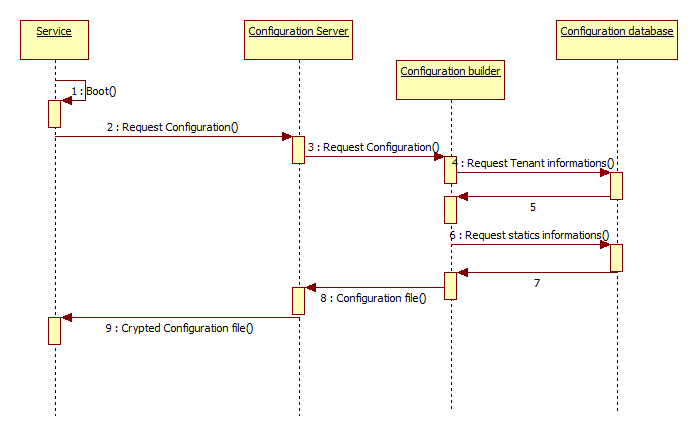 Service
Configuration Server
Configuration builder
Configuration database
1 : Boot()
2 : Request Configuration()
3 : Request Configuration()
4 : Request Tenant informations()
5
6 : Request statics informations()
7
8 : Configuration file()
9 : Crypted Configuration file()